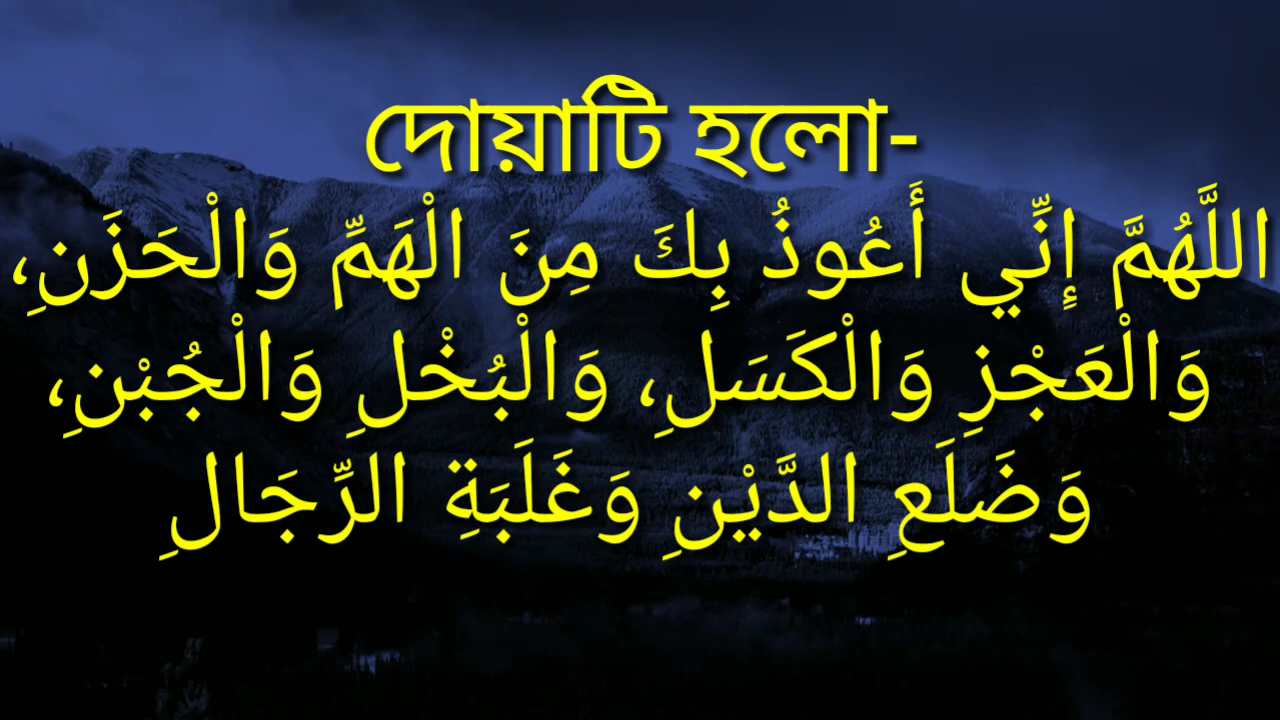 দোয়াটি হলো-
اللَّهُمَّ إِنِّي أَعُوذُ بِكَ مِنَ الْهَمِّ وَالْحَزَنِ،
وَالْعَجْزِ وَالْكَسَلِ، وَالْبُخْلِ وَالْجُبْنِ،
وَضَلَعِ الدَّيْنِ وَغَلَبَةِ الرِّجَالِ